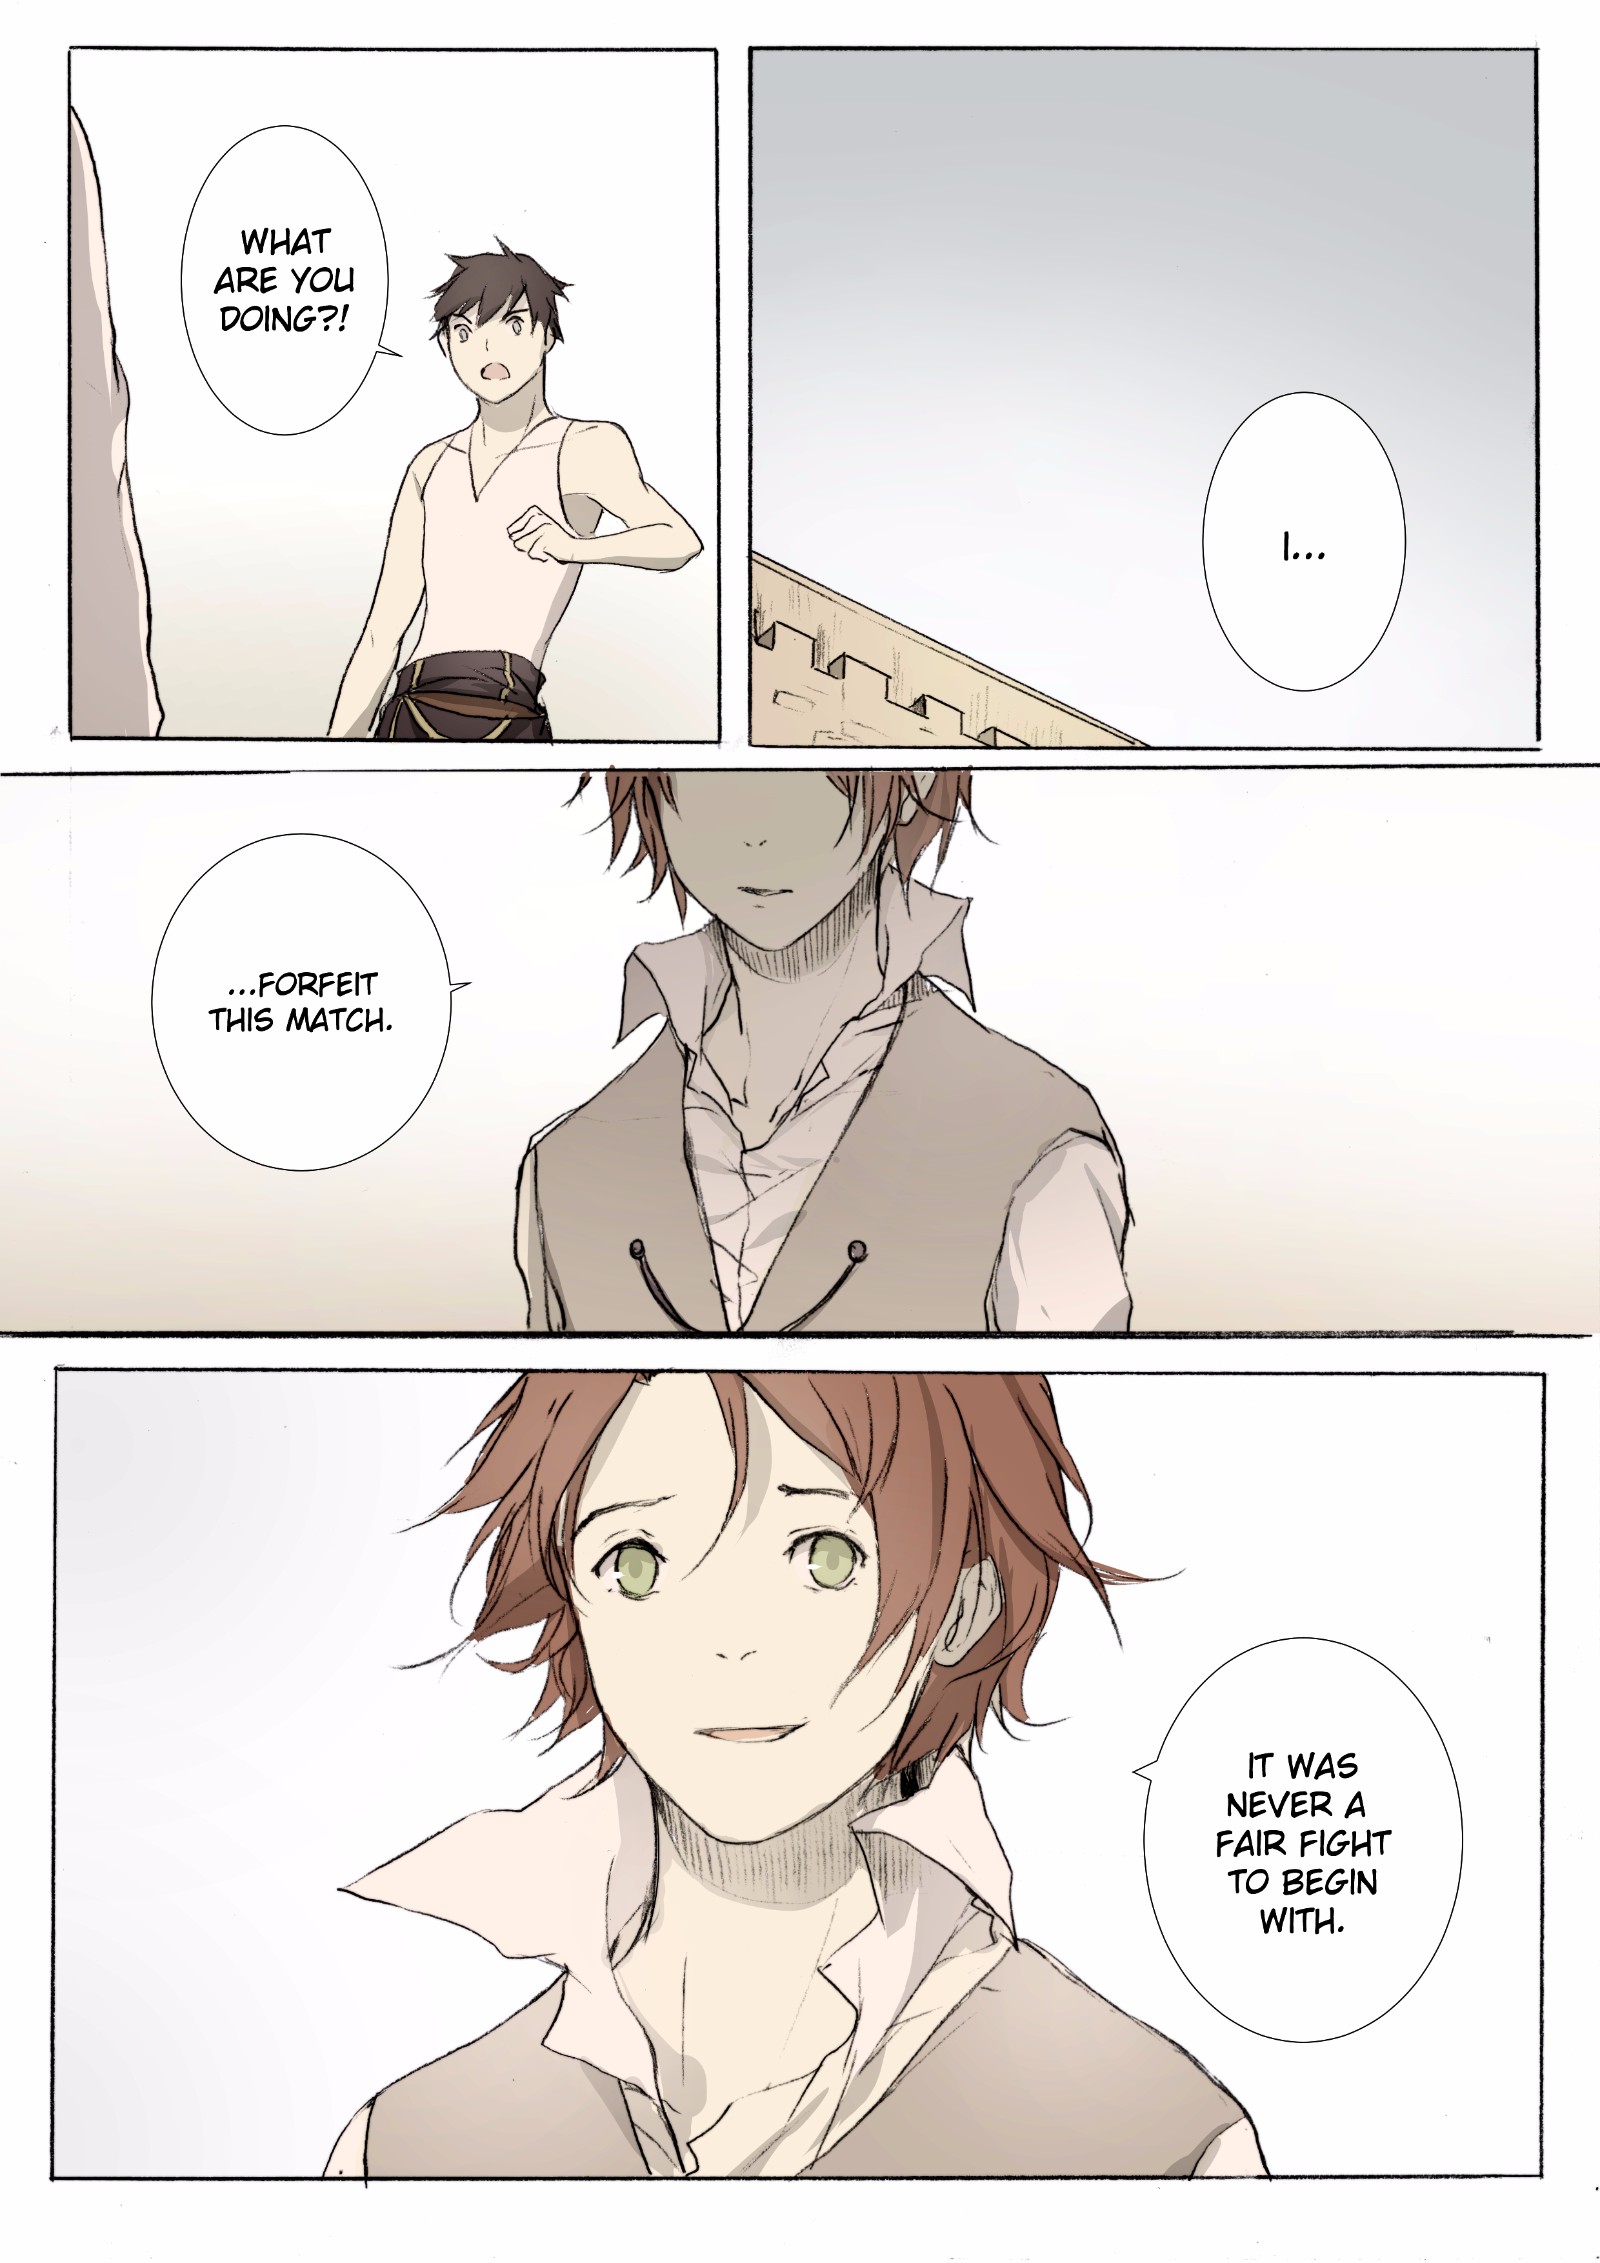 WHAT
ARE YOU
DOING?!
I...
...FORFEIT
THIS MATCH.
IT WAS
NEVER A
FAIR FIGHT
TO BEGIN
WITH.